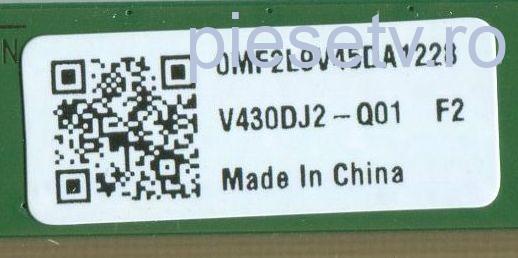 piesetv.ro
V430DJ2-Q01 F2
Made In China